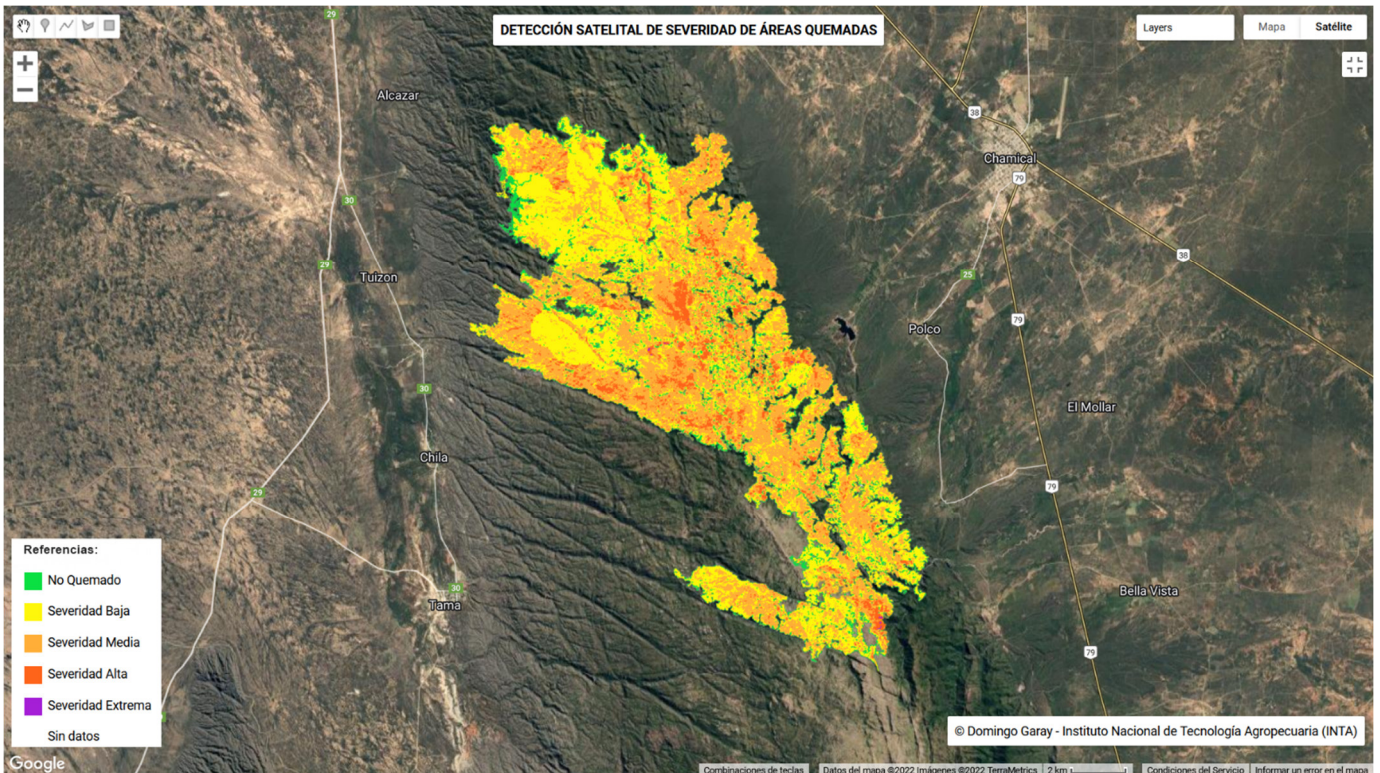 29
DETECCIÓN SATELITAL DE SEVERIDAD DE ÁREAS QUEMADAS
Layers
Mapa
Satélite
Alcazar
38
Chamical
79
30
38
29
Tuizon
25
79
Polco
30
El Mollar
Chila
79
29
Referencias:
No Quemado
Severidad Baja
Severidad Media
Severidad Alta
Severidad Extrema
Sin datos
30
Tama
Bella Vista
79
© Domingo Garay - Instituto Nacional de Tecnología Agropecuaria (INTA)
Google
Combinaciones de teclas
Datos del mapa ©2022 Imágenes ©2022 TerraMetrics
2 km
Condiciones del Servicio
Informar un error en el mapa